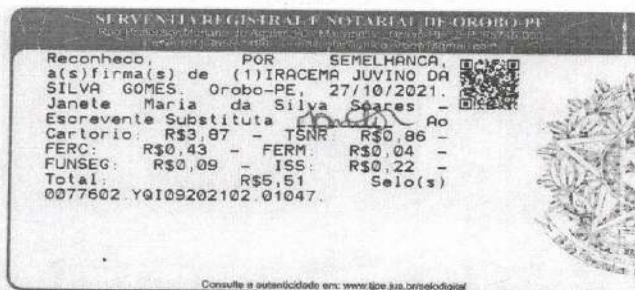 SERVENTIA REGISTRAL E NOTARIAL DE OROBO-PE
Reconheco, POR SEMELHANCA,
a(s)firma(s) de (1)IRACEMA JUVINO DA
SILVA GOMES. Orobo-PE, 27/10/2021.
Janete Maria da Silva Soares -
Escrevente Substituta Ao
Cartorio: R$3,87 - TSNR: R$0,86 -
FERC: R$0,43 - FERM: R$0,04 -
FUNSEG: R$0,09 - ISS: R$0,22 -
Total: R$5,51 Selo(s)
0077602.YQI09202102.01047.
Consulte a autenticidade em: www.tjpe.jus.br/selodigital